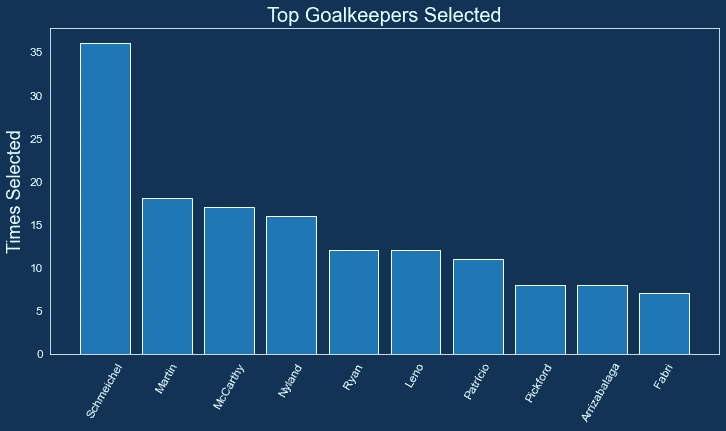 Top Goalkeepers Selected
Times Selected
35
30
25
20
15
10
5
0
Schmeichel
Martin
McCarthy
Nyland
Ryan
Leno
Patrício
Pickford
Arrizabalaga
Fabri